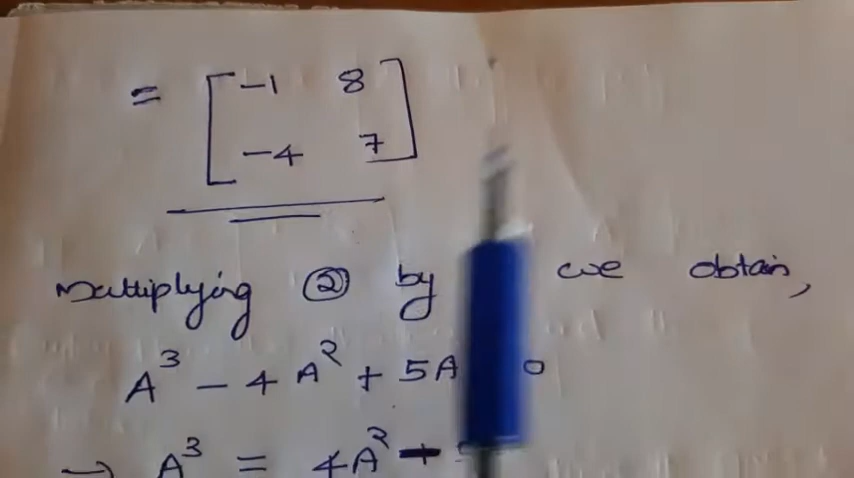 = [ -1 8
-4 7 ]
Multiplying ② by we obtain,
A³ - 4A² + 5A 0
→ A³ = 4A² -